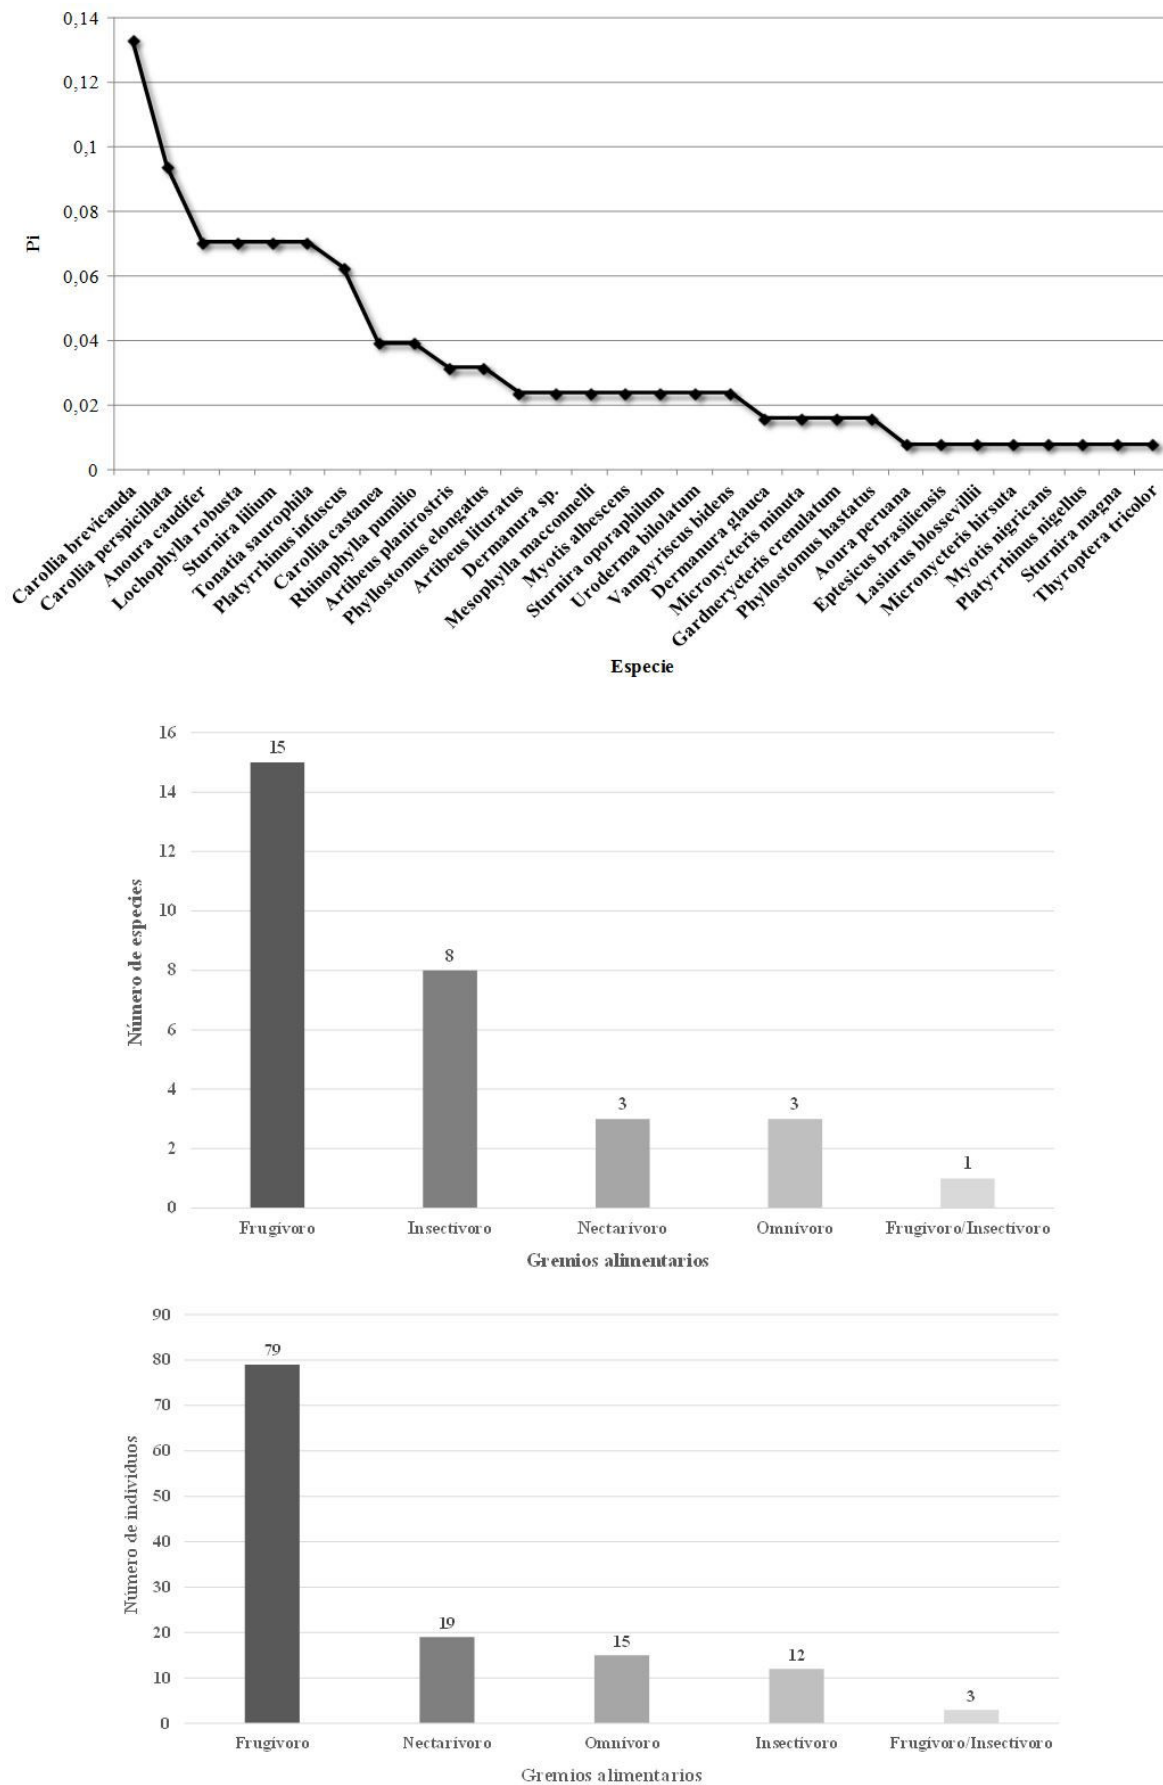 0,14
0,12
0,1
0,08
0,06
0,04
0,02
0
Pi
Carollia brevicauda
Carollia perspicillata
Anoura caudifer
Lochophylla robusta
Sturnira lilium
Tonatia saurophila
Platyrrhinus infuscus
Carollia castanea
Rhinophylla pumilio
Artibeus planirostris
Phyllostomus elongatus
Artibeus lituratus
Dermamura sp.
Mesophylla macconnelli
Myotis albescens
Sturnira oporaphilum
Uroderma bilolatum
Vampyriscus bidens
Dermanura glauca
Micronycteris minuta
Gardnerycteris crenulatum
Phyllostomus hastatus
Aoura peruana
Eptesicus brasiliensis
Lasiurus blossevillii
Micronycteris hirsuta
Myotis nigricans
Platyrrhinus nigellus
Sturnira magna
Thyroptera tricolor
Especie
16
14
12
10
8
6
4
2
0
Número de especies
15
8
3
3
1
Frugívoro
Insectívoro
Nectarívoro
Omnívoro
Frugívoro/Insectívoro
Gremios alimentarios
90
80
70
60
50
40
30
20
10
0
Número de individuos
79
19
15
12
3
Frugívoro
Nectarívoro
Omnívoro
Insectívoro
Frugívoro/Insectívoro
Gremios alimentarios